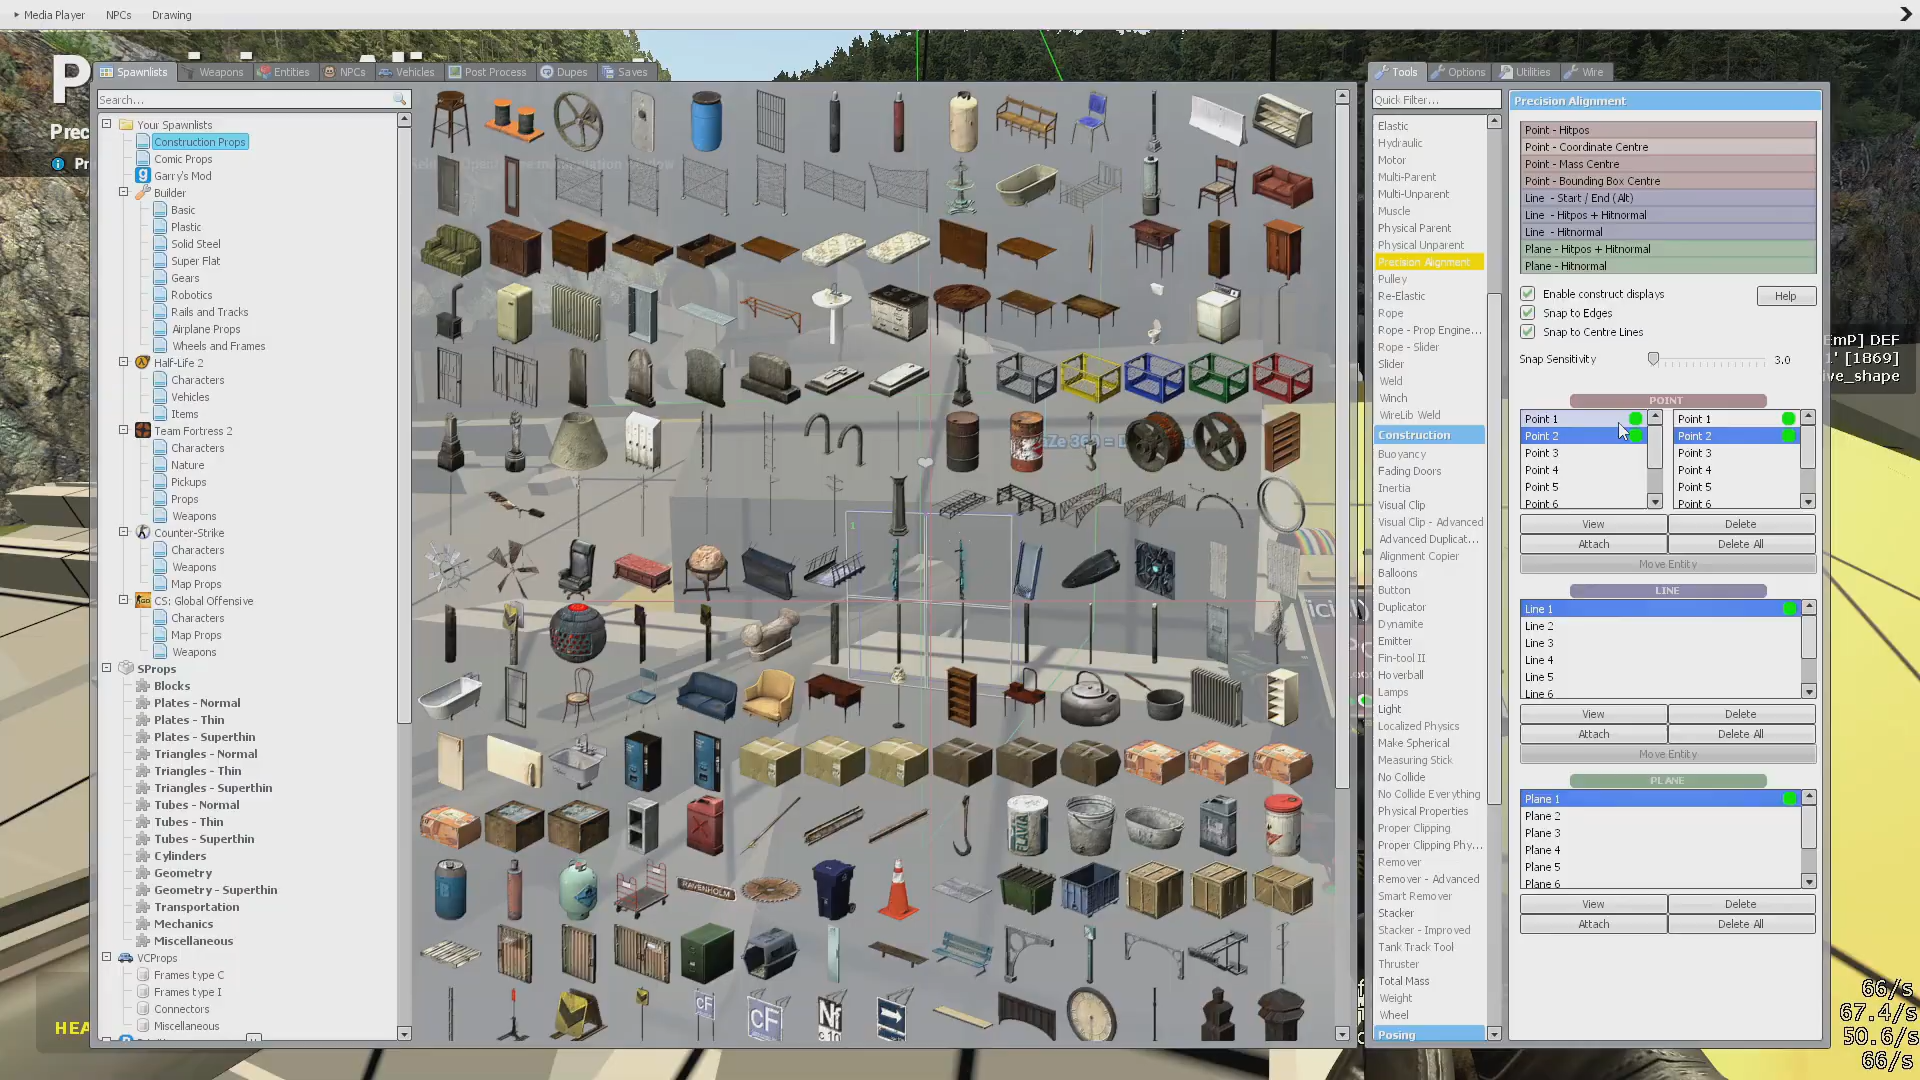 Media Player
NPCs
Drawing
Spawnlists
Weapons
Entities
NPCs
Vehicles
Post Process
Dupes
Saves
Search...
Your Spawnlists
Construction Props
Comic Props
Garry's Mod
Builder
Basic
Plastic
Solid Steel
Super Flat
Gears
Robotics
Rails and Tracks
Airplane Props
Wheels and Frames
Half-Life 2
Characters
Vehicles
Items
Team Fortress 2
Characters
Nature
Pickups
Props
Weapons
Counter-Strike
Characters
Weapons
Map Props
CS: Global Offensive
Characters
Map Props
Weapons
SProps
Blocks
Plates - Normal
Plates - Thin
Plates - Superthin
Triangles - Normal
Triangles - Thin
Triangles - Superthin
Tubes - Normal
Tubes - Thin
Tubes - Superthin
Cylinders
Geometry
Geometry - Superthin
Transportation
Mechanics
Miscellaneous
VCProps
Frames type C
Frames type I
Connectors
Miscellaneous
RAVENHOLM
CF
CF
Nf
Tools
Options
Utilities
Wire
Quick Filter...
Elastic
Hydraulic
Motor
Multi-Parent
Multi-Unparent
Muscle
Physical Parent
Physical Unparent
Precision Alignment
Pulley
Re-Elastic
Rope
Rope - Prop Engine...
Rope - Slider
Slider
Weld
Winch
WireLib Weld
Construction
Buoyancy
Fading Doors
Inertia
Visual Clip
Visual Clip - Advanced
Advanced Duplicat...
Alignment Copier
Balloons
Button
Duplicator
Dynamite
Emitter
Fin-tool II
Hoverball
Lamps
Light
Localized Physics
Make Spherical
Measuring Stick
No Collide
No Collide Everything
Physical Properties
Proper Clipping
Proper Clipping Phy...
Remover
Remover - Advanced
Smart Remover
Stacker
Stacker - Improved
Tank Track Tool
Thruster
Total Mass
Weight
Wheel
Posing
Precision Alignment
Point - Hitpos
Point - Coordinate Centre
Point - Mass Centre
Point - Bounding Box Centre
Line - Start / End (Alt)
Line - Hitpos + Hitnormal
Line - Hitnormal
Plane - Hitpos + Hitnormal
Plane - Hitnormal
Enable construct displays
Help
Snap to Edges
Snap to Centre Lines
Snap Sensitivity 3.0
POINT
Point 1 Point 1
Point 2 Point 2
Point 3 Point 3
Point 4 Point 4
Point 5 Point 5
Point 6 Point 6
View Delete
Attach Delete All
Move Entity
LINE
Line 1
Line 2
Line 3
Line 4
Line 5
Line 6
View Delete
Attach Delete All
Move Entity
PLANE
Plane 1
Plane 2
Plane 3
Plane 4
Plane 5
Plane 6
View Delete
Attach Delete All
EmP] DEF
[1869]
ive_shape
HEA
66/s
67.4/s
50.6/s
66/s